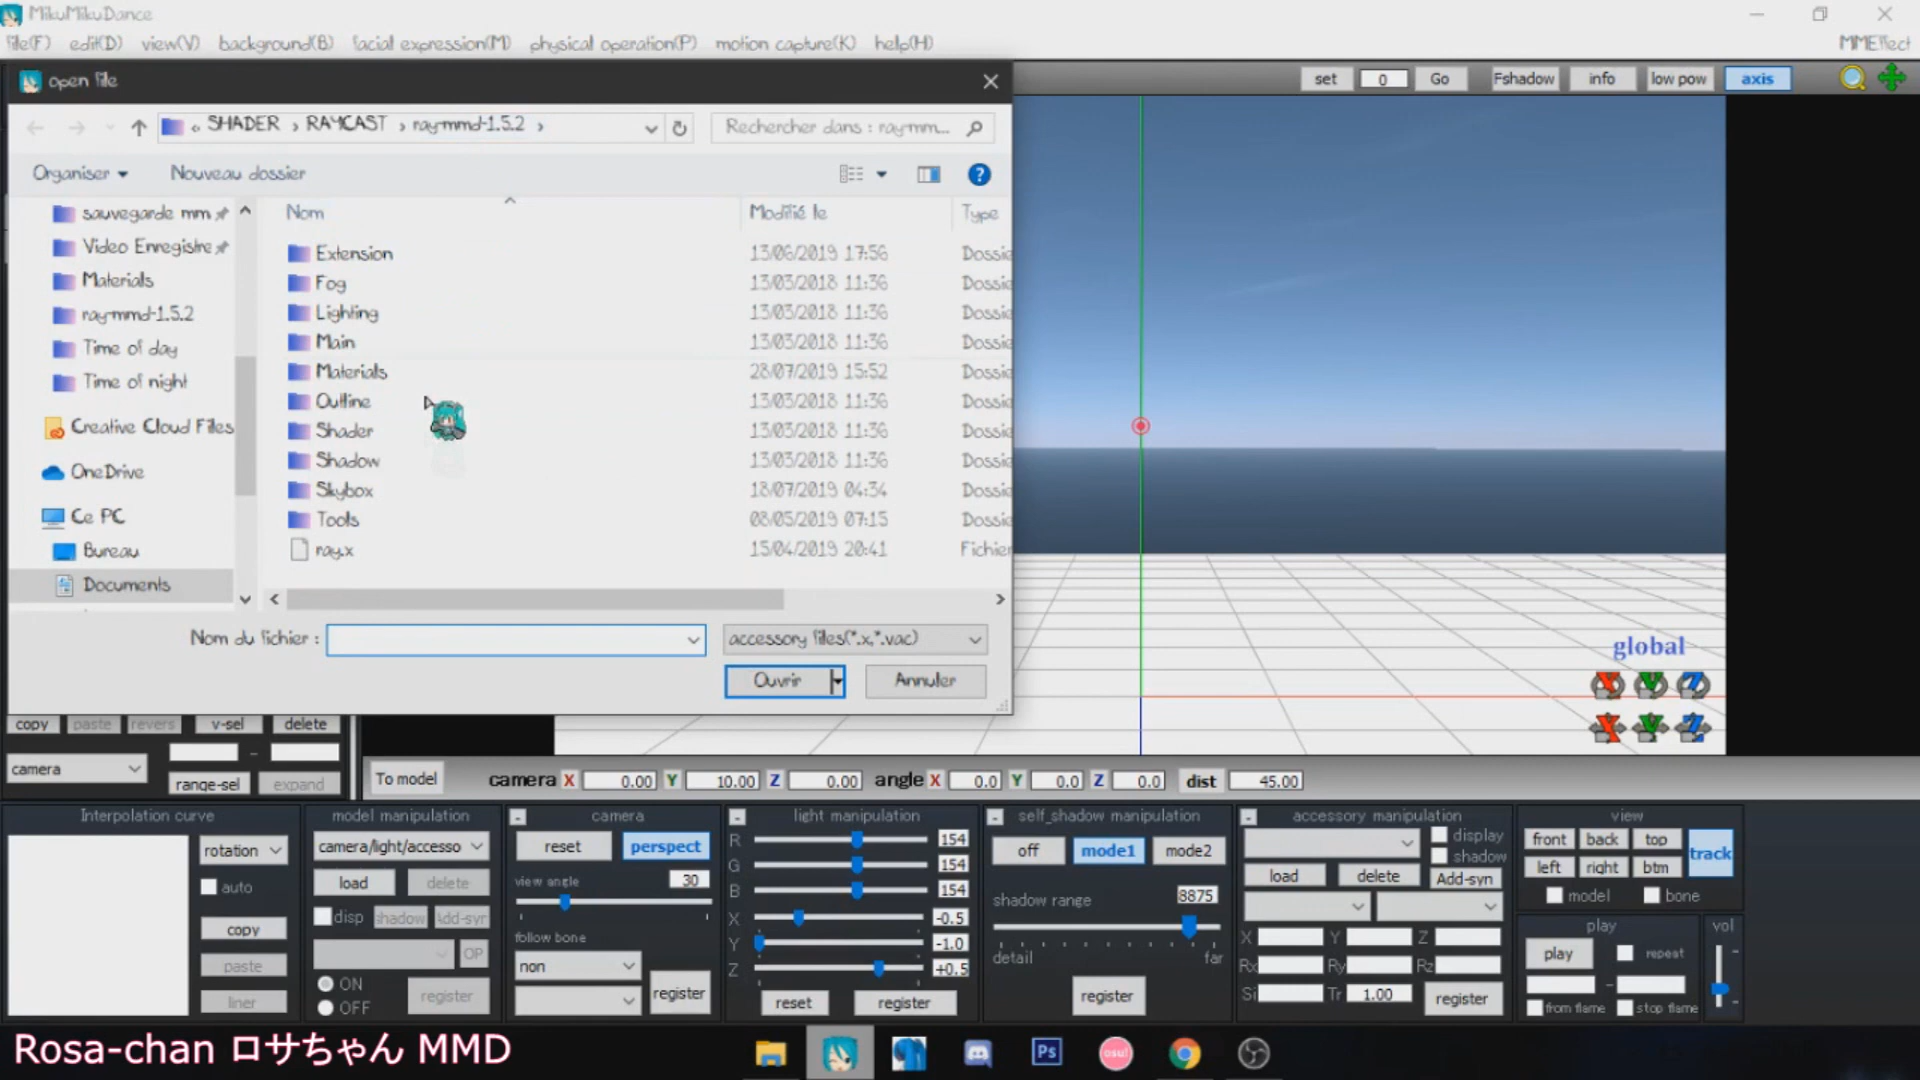 MikuMikuDance
file(F) edit(D) view(V) background(B) facial expression(M) physical operation(P) motion capture(K) help(H)
MMEffect
open file
« SHADER › RAYCAST › ray-mmd-1.5.2 ›
Rechercher dans : ray-mm...
Organiser
Nouveau dossier
set 0 Go Fshadow info low pow axis
Nom Modifié le Type
sauvegarde mm
Video Enregistre
Materials
ray-mmd-1.5.2
Time of day
Time of night
Creative Cloud Files
OneDrive
Ce PC
Bureau
Documents
Extension 13/06/2019 17:56 Dossie
Fog 13/03/2018 11:36 Dossie
Lighting 13/03/2018 11:36 Dossie
Main 13/03/2018 11:36 Dossie
Materials 28/07/2019 15:52 Dossie
Outline 13/03/2018 11:36 Dossie
Shader 13/03/2018 11:36 Dossie
Shadow 13/03/2018 11:36 Dossie
Skybox 18/07/2019 04:34 Dossie
Tools 08/05/2019 07:15 Dossie
ray.x 15/04/2019 20:41 Fichier
Nom du fichier :
accessory files(*.x,*.vac)
Ouvrir Annuler
global
X Y Z
X Y Z
copy paste revers v-sel delete
camera
-
range-sel expand
To model camera X 0.00 Y 10.00 Z 0.00 angle X 0.0 Y 0.0 Z 0.0 dist 45.00
Interpolation curve
rotation
auto
copy
paste
liner
model manipulation
camera/light/accesso
load delete
disp shadow Add-syn
OP
ON
OFF
register
- camera
reset perspect
view angle 30
follow bone
non
register
- light manipulation
R 154
G 154
B 154
X -0.5
Y -1.0
Z +0.5
reset register
- self_shadow manipulation
off mode1 mode2
shadow range 8875
detail far
register
- accessory manipulation
display
shadow
load delete Add-syn
X Y Z
Rx Ry Rz
Si Tr 1.00 register
view
front back top
left right btm
track
model bone
play
play repeat
-
from flame stop flame
vol
Rosa-chan ロサちゃん MMD
Ps
osu!